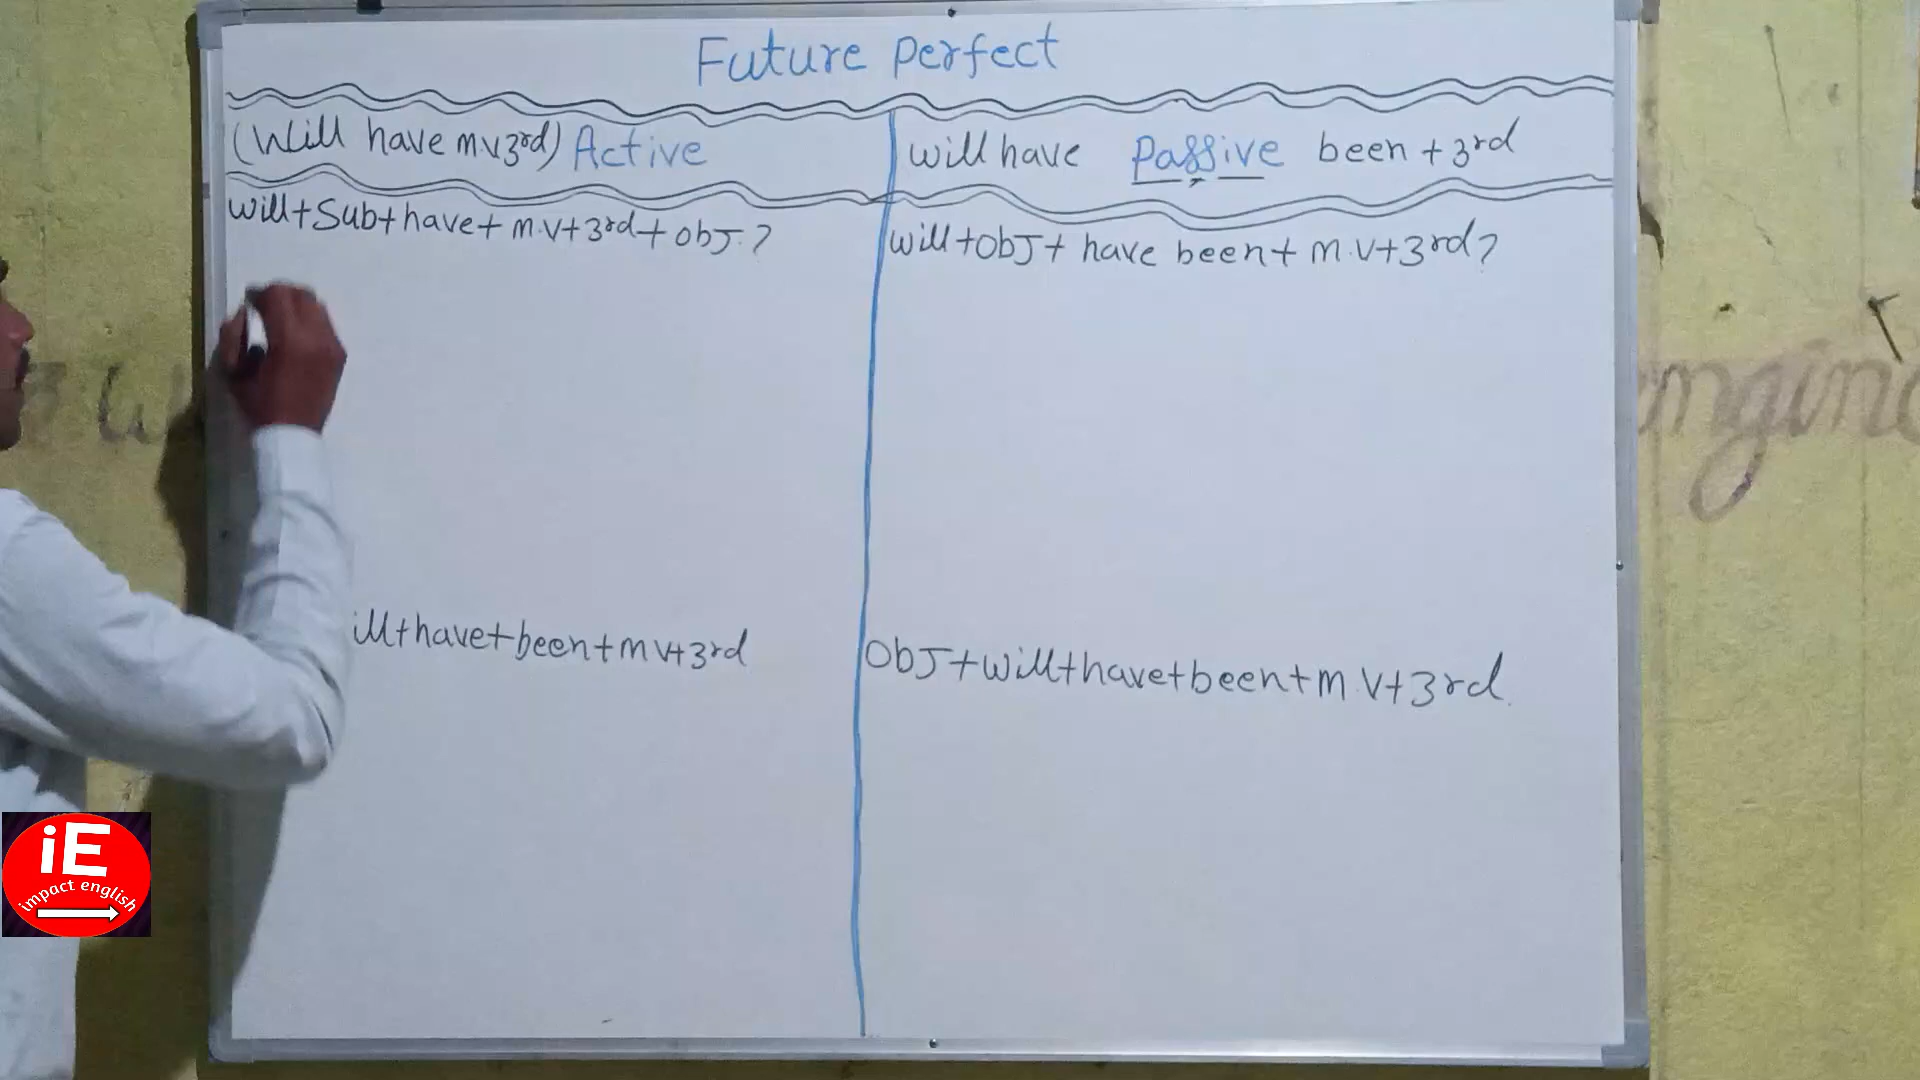 Future Perfect
(Will have m.v3rd) Active
will have Passive been + 3rd
will+Sub+have+ m.v+3rd+obJ.?
will+obJ+ have been+ m.v+3rd?
ill+have+been+m v+3rd
ObJ+will+have+been+m.v+3rd.
iE
impact english